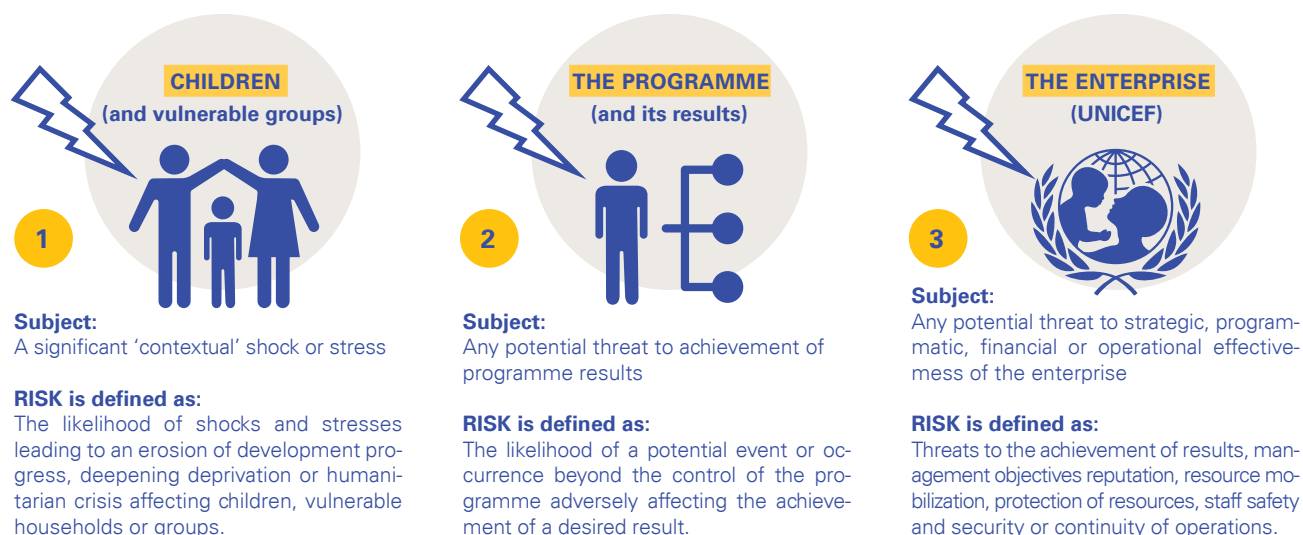 CHILDREN
(and vulnerable groups)
1
Subject:
A significant ‘contextual’ shock or stress
RISK is defined as:
The likelihood of shocks and stresses
leading to an erosion of development pro-
gress, deepening deprivation or humani-
tarian crisis affecting children, vulnerable
households or groups.
THE PROGRAMME
(and its results)
2
Subject:
Any potential threat to achievement of
programme results
RISK is defined as:
The likelihood of a potential event or oc-
currence beyond the control of the pro-
gramme adversely affecting the achieve-
ment of a desired result.
THE ENTERPRISE
(UNICEF)
3
Subject:
Any potential threat to strategic, program-
matic, financial or operational effective-
mess of the enterprise
RISK is defined as:
Threats to the achievement of results, man-
agement objectives reputation, resource mo-
bilization, protection of resources, staff safety
and security or continuity of operations.